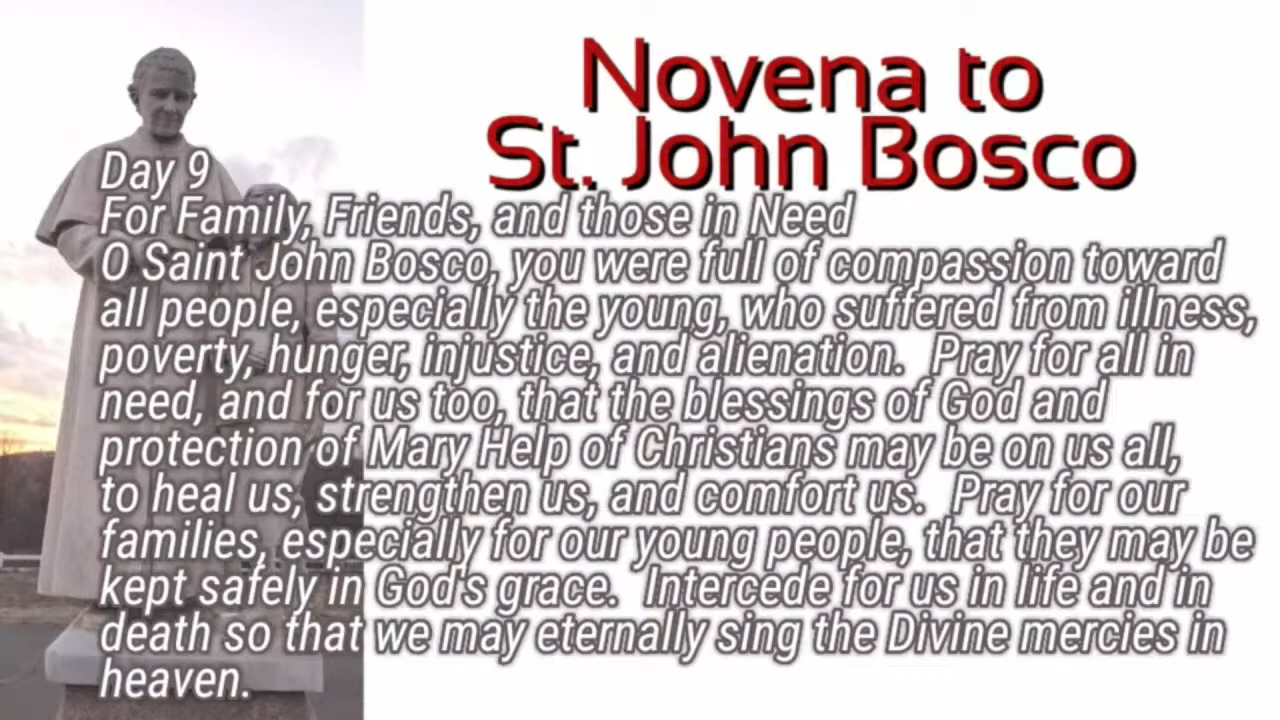 Novena to
St. John Bosco
Day 9
For Family, Friends, and those in Need
O Saint John Bosco, you were full of compassion toward
all people, especially the young, who suffered from illness,
poverty, hunger, injustice, and alienation.  Pray for all in
need, and for us too, that the blessings of God and
protection of Mary Help of Christians may be on us all,
to heal us, strengthen us, and comfort us.  Pray for our
families, especially for our young people, that they may be
kept safely in God's grace.  Intercede for us in life and in
death so that we may eternally sing the Divine mercies in
heaven.